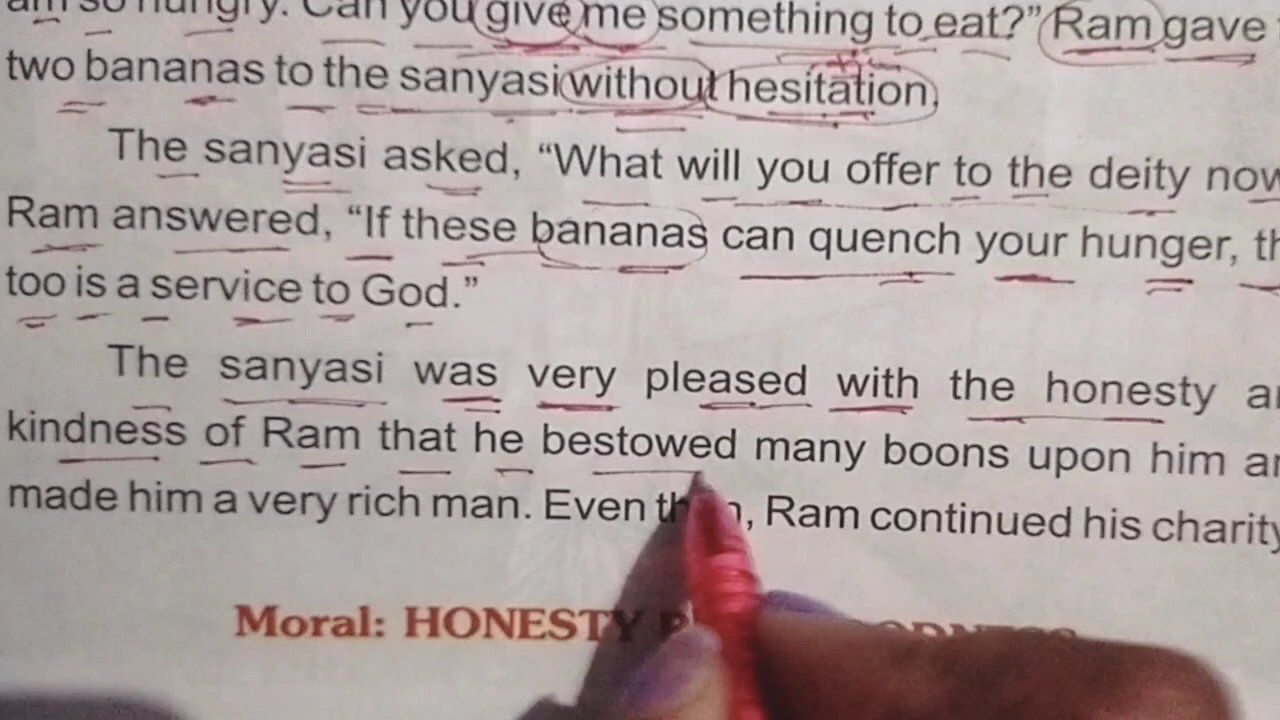 am so hungry. Can you give me something to eat?” Ram gave
two bananas to the sanyasi without hesitation.
The sanyasi asked, “What will you offer to the deity now
Ram answered, “If these bananas can quench your hunger,
too is a service to God.”
The sanyasi was very pleased with the honesty
kindness of Ram that he bestowed many boons upon him
made him a very rich man. Even , Ram continued his charity
Moral: HONESTY